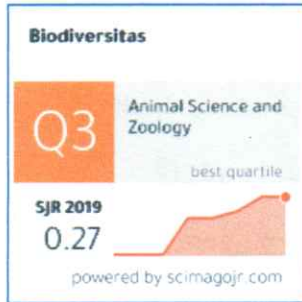 Biodiversitas
Q3
Animal Science and
Zoology
best quartile
SJR 2019
0.27
powered by scimagojr.com